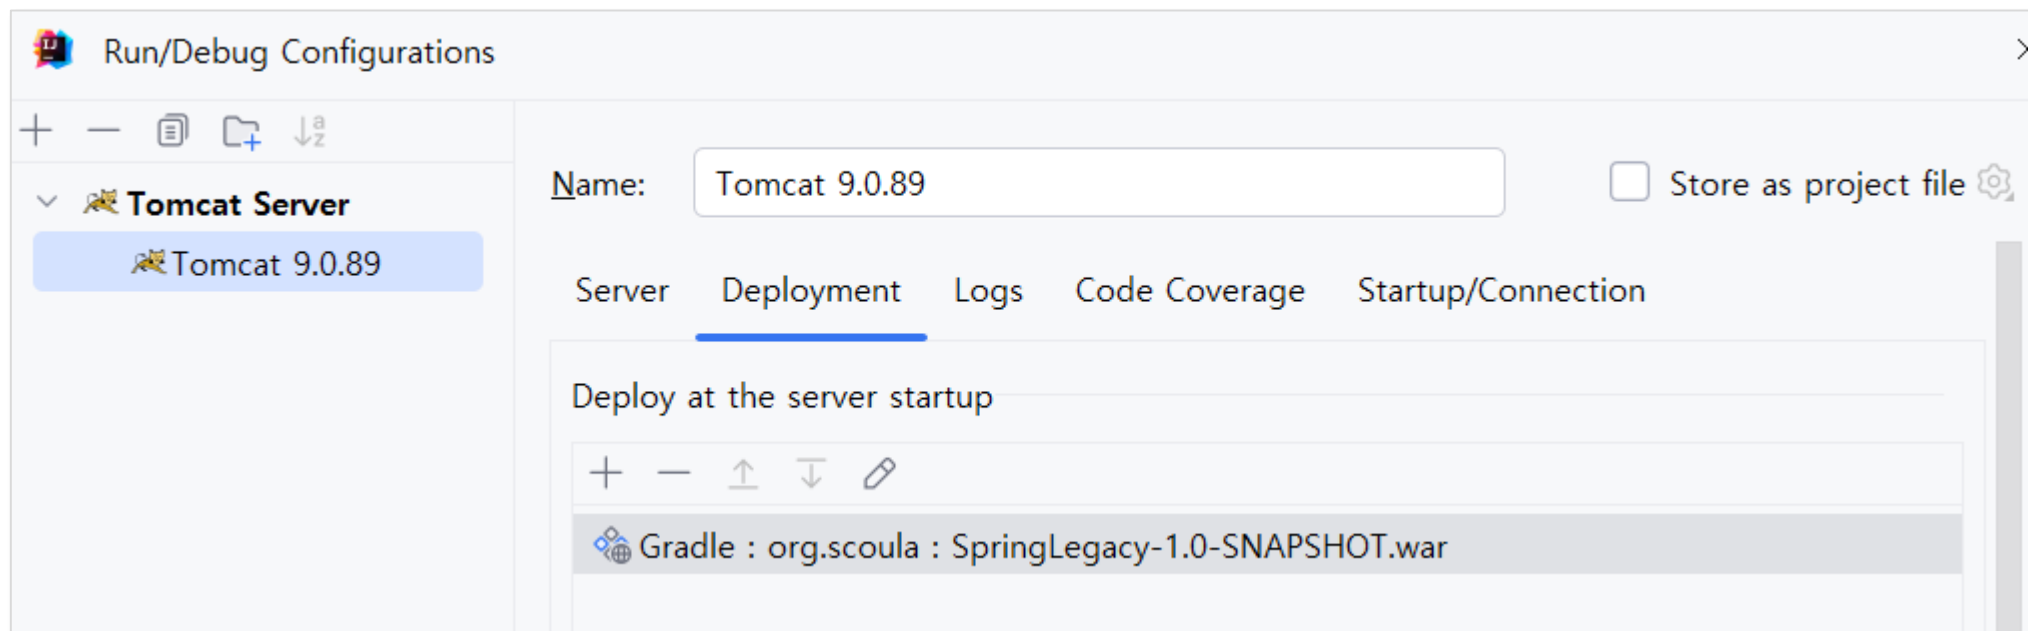 Run/Debug Configurations
Tomcat Server
Tomcat 9.0.89
Name: Tomcat 9.0.89 Store as project file
Server Deployment Logs Code Coverage Startup/Connection
Deploy at the server startup
Gradle : org.scoula : SpringLegacy-1.0-SNAPSHOT.war